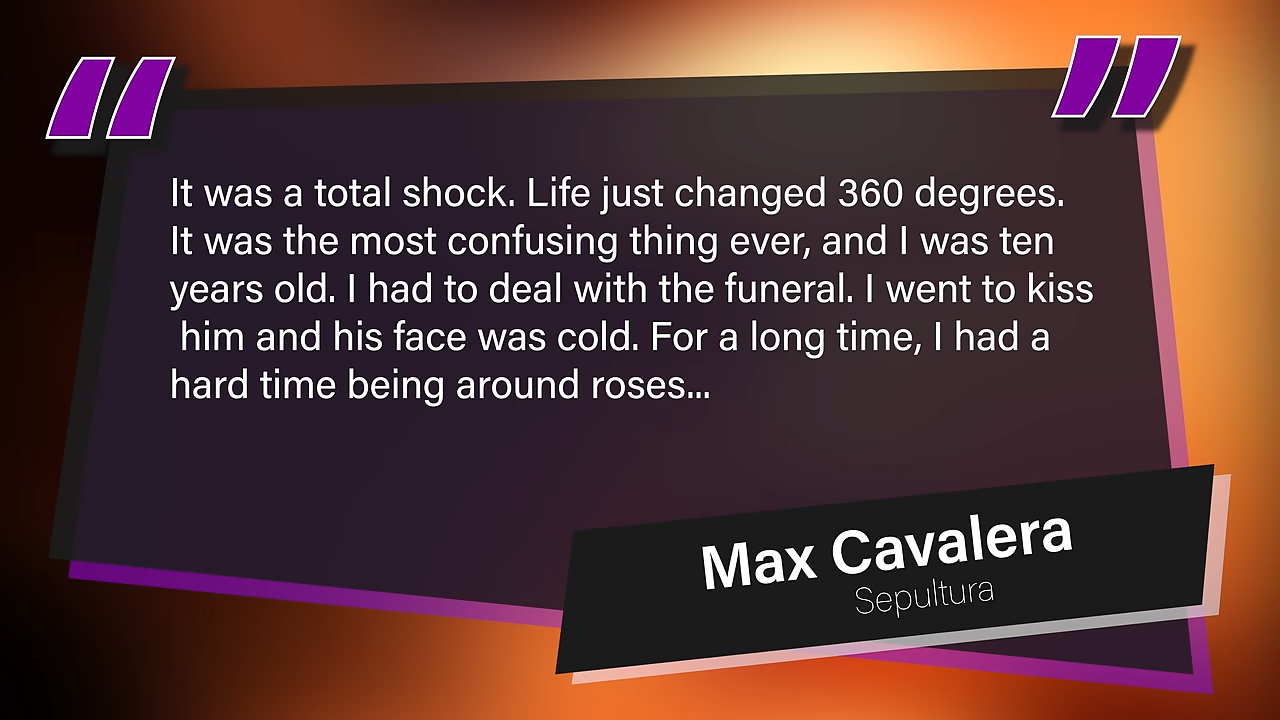 “
”
It was a total shock. Life just changed 360 degrees.
It was the most confusing thing ever, and I was ten
years old. I had to deal with the funeral. I went to kiss
him and his face was cold. For a long time, I had a
hard time being around roses...
Max Cavalera
Sepultura